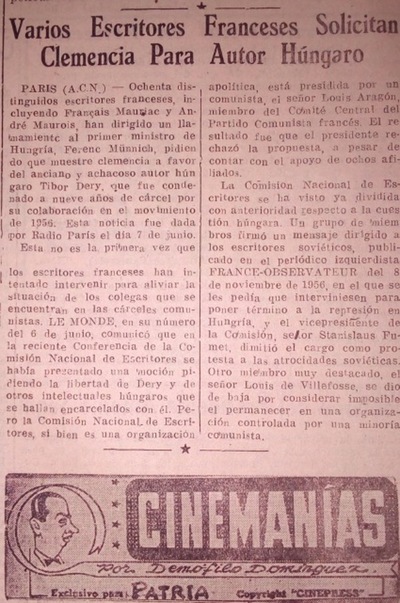 Varios Escritores Franceses Solicitan
Clemencia Para Autor Húngaro
PARIS (A.C.N.) — Ochenta dis-
tinguidos escritores franceses, in-
cluyendo Français Mauriac y An-
dré Maurois, han dirigido un lla-
mamiento al primer ministro de
Hungría, Ferenc Münnich, pidien
do que muestre clemencia a favor
del anciano y achacoso autor hún
garo Tibor Dery, que fue conde-
nado a nueve años de cárcel por
su colaboración en el movimiento
de 1956. Esta noticia fue dada
por Radio París el día 7 de junio.
Esta no es la primera vez que
los escritores franceses han in-
tentado intervenir para aliviar la
situación de los colegas que se
encuentran en las cárceles comu-
nistas. LE MONDE, en su número
del 6 de junio, comunicó que en
la reciente Conferencia de la Co-
misión Nacional de Escritores se
había presentado una moción pi-
diendo la libertad de Dery y de
otros intelectuales húngaros que
se hallan encarcelados con él. Pe-
ro la Comisión Nacional de Escri-
tores, si bien es una organización
apolítica, está presidida por un
comunista, el señor Louis Aragón,
miembro del Comité Central del
Partido Comunista francés. El re
sultado fue que el presidente re-
chazó la propuesta, a pesar de
contar con el apoyo de ochos afi-
liados.
La Comision Nacional de Es-
critores se ha visto ya dividida
con anterioridad respecto a la cues
tión húngara. Un grupo de miem-
bros firmó un mensaje dirigido a
los escritores soviéticos, publi-
cado en el periódico izquierdista
FRANCE-OBSERVATEUR del 8
de noviembre de 1956, en el que se
les pedía que interviniesen para
poner término a la represión en
Hungría, y el vicepresidente de
la Comisión, señor Stanislaus Fu-
met, dimitió el cargo como pro-
testa a las atrocidades soviéticas.
Otro miembro muy destacado, el
señor Louis de Villefosse, se dio
de baja por considerar imposible
el permanecer en una organiza-
ción controlada por una minoría
comunista.
CINEMANÍAS
Por Demófilo Domínguez
Exclusivo para PATRIA Copyright "CINEPRESS"